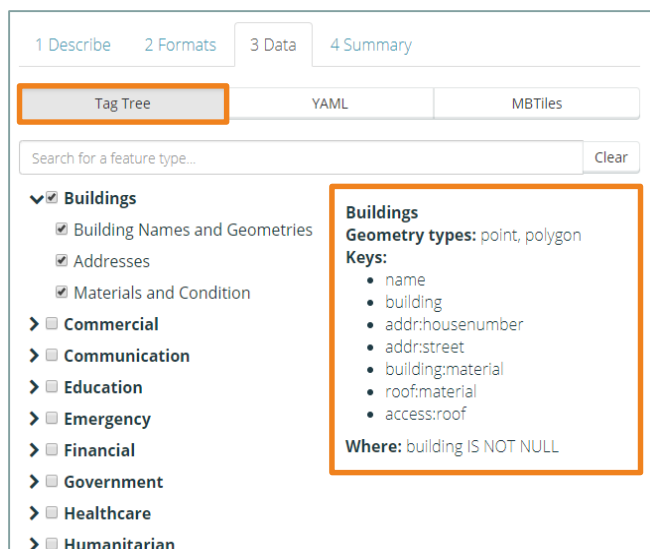 1 Describe 2 Formats 3 Data 4 Summary
Tag Tree YAML MBTiles
Search for a feature type... Clear
Buildings
Building Names and Geometries
Addresses
Materials and Condition
Commercial
Communication
Education
Emergency
Financial
Government
Healthcare
Humanitarian
Buildings
Geometry types: point, polygon
Keys:
name
building
addr:housenumber
addr:street
building:material
roof:material
access:roof
Where: building IS NOT NULL